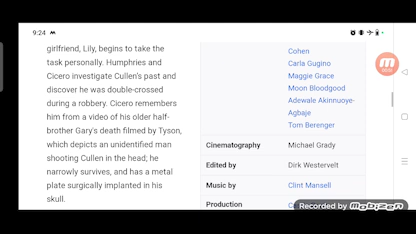 9:24
girlfriend, Lily, begins to take the
task personally. Humphries and
Cicero investigate Cullen's past and
discover he was double-crossed
during a robbery. Cicero remembers
him from a video of his older half-
brother Gary's death filmed by Tyson,
which depicts an unidentified man
shooting Cullen in the head; he
narrowly survives, and has a metal
plate surgically implanted in his
skull.
Cohen
Carla Gugino
Maggie Grace
Moon Bloodgood
Adewale Akinnuoye-
Agbaje
Tom Berenger
Cinematography Michael Grady
Edited by Dirk Westervelt
Music by Clint Mansell
Production
Recorded by Mobizen